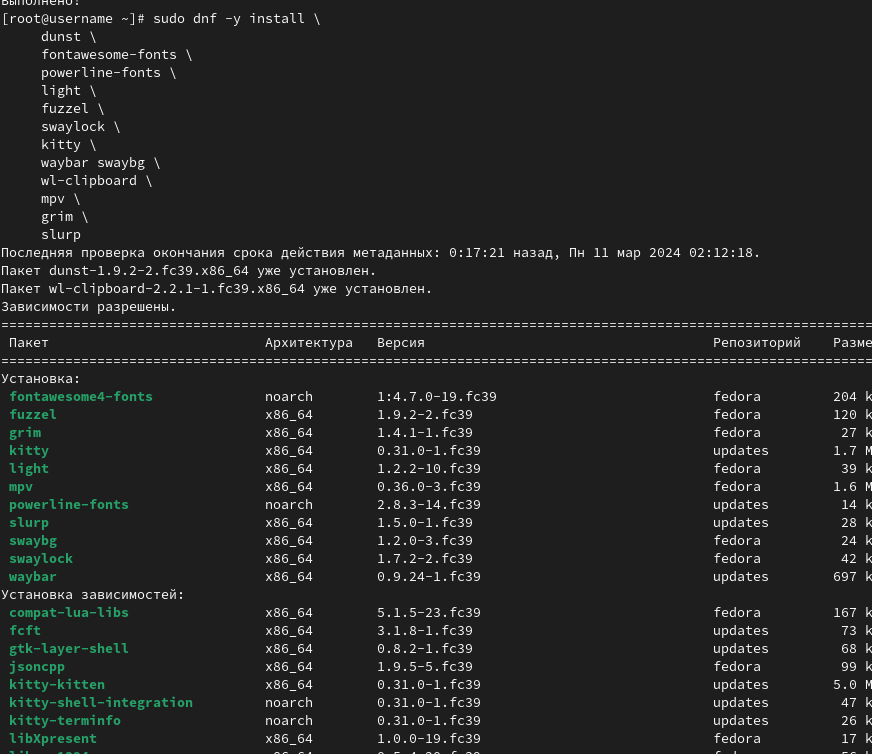 Выполнено!
[root@username ~]# sudo dnf -y install \
dunst \
fontawesome-fonts \
powerline-fonts \
light \
fuzzel \
swaylock \
kitty \
waybar swaybg \
wl-clipboard \
mpv \
grim \
slurp
Последняя проверка окончания срока действия метаданных: 0:17:21 назад, Пн 11 мар 2024 02:12:18.
Пакет dunst-1.9.2-2.fc39.x86_64 уже установлен.
Пакет wl-clipboard-2.2.1-1.fc39.x86_64 уже установлен.
Зависимости разрешены.
================================================================================
Пакет Архитектура Версия Репозиторий Разме
================================================================================
Установка:
fontawesome4-fonts noarch 1:4.7.0-19.fc39 fedora 204 k
fuzzel x86_64 1.9.2-2.fc39 fedora 120 k
grim x86_64 1.4.1-1.fc39 fedora 27 k
kitty x86_64 0.31.0-1.fc39 updates 1.7 M
light x86_64 1.2.2-10.fc39 fedora 39 k
mpv x86_64 0.36.0-3.fc39 fedora 1.6 M
powerline-fonts noarch 2.8.3-14.fc39 updates 14 k
slurp x86_64 1.5.0-1.fc39 updates 28 k
swaybg x86_64 1.2.0-3.fc39 fedora 24 k
swaylock x86_64 1.7.2-2.fc39 fedora 42 k
waybar x86_64 0.9.24-1.fc39 updates 697 k
Установка зависимостей:
compat-lua-libs x86_64 5.1.5-23.fc39 fedora 167 k
fcft x86_64 3.1.8-1.fc39 updates 73 k
gtk-layer-shell x86_64 0.8.2-1.fc39 updates 68 k
jsoncpp x86_64 1.9.5-5.fc39 fedora 99 k
kitty-kitten x86_64 0.31.0-1.fc39 updates 5.0 M
kitty-shell-integration noarch 0.31.0-1.fc39 updates 47 k
kitty-terminfo noarch 0.31.0-1.fc39 updates 26 k
libXpresent x86_64 1.0.0-19.fc39 fedora 17 k